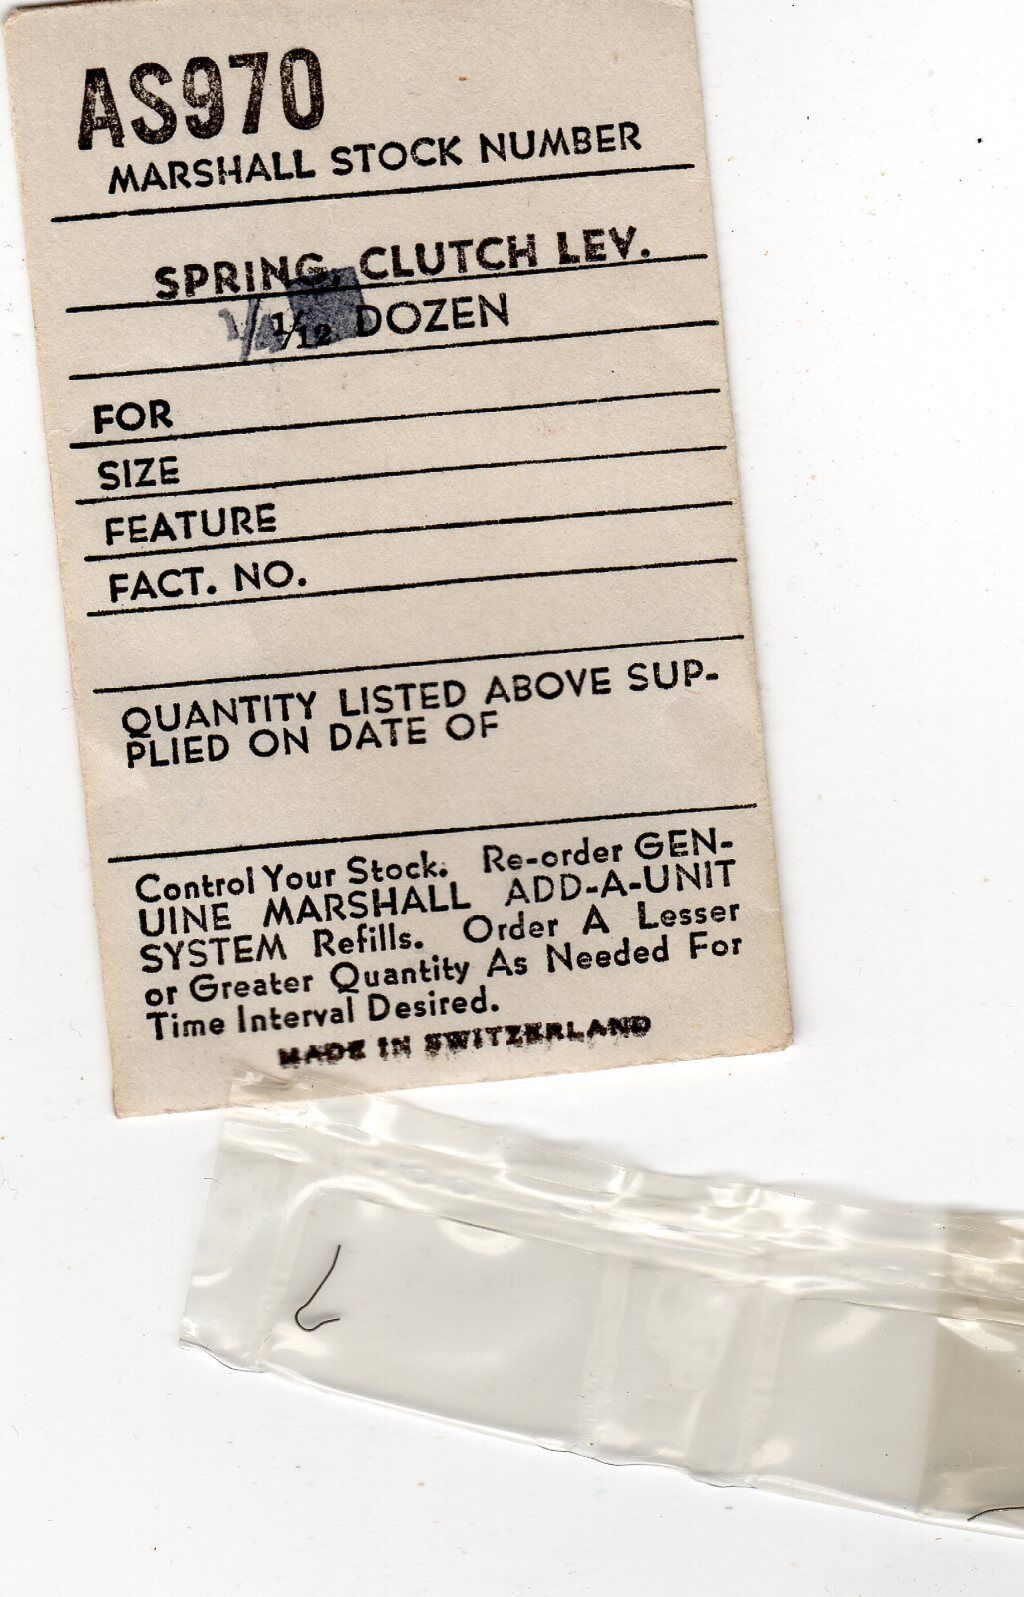 AS970
MARSHALL STOCK NUMBER
SPRING, CLUTCH LEV.
1/4 1/12 DOZEN
FOR
SIZE
FEATURE
FACT. NO.
QUANTITY LISTED ABOVE SUP-
PLIED ON DATE OF
Control Your Stock. Re-order GEN-
UINE MARSHALL ADD-A-UNIT
SYSTEM Refills. Order A Lesser
or Greater Quantity As Needed For
Time Interval Desired.
MADE IN SWITZERLAND